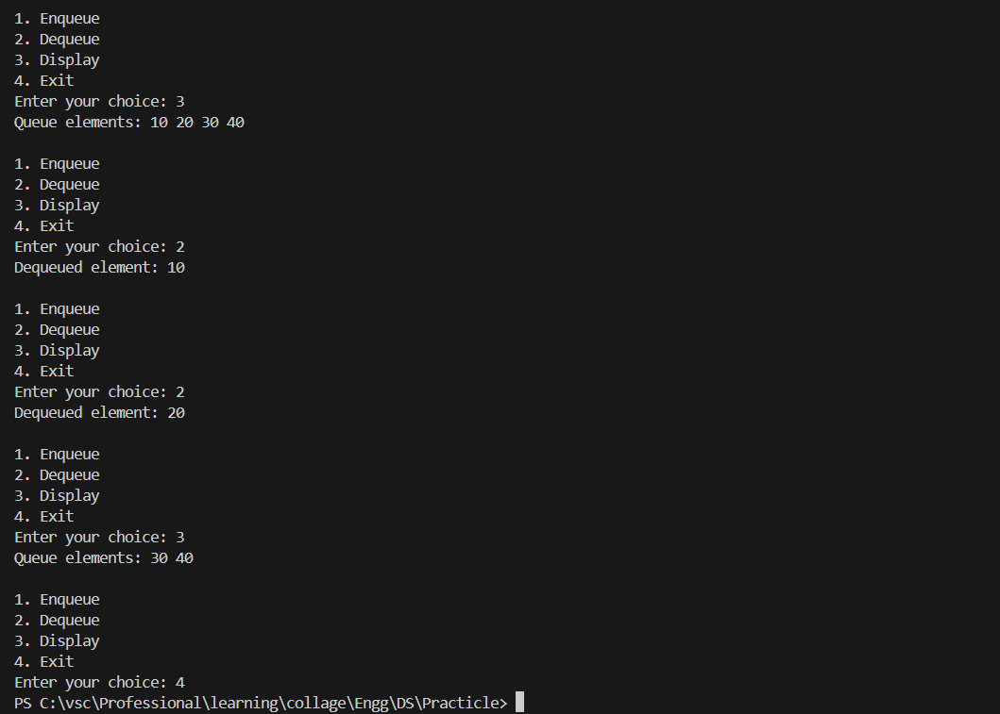 1. Enqueue
2. Dequeue
3. Display
4. Exit
Enter your choice: 3
Queue elements: 10 20 30 40
1. Enqueue
2. Dequeue
3. Display
4. Exit
Enter your choice: 2
Dequeued element: 10
1. Enqueue
2. Dequeue
3. Display
4. Exit
Enter your choice: 2
Dequeued element: 20
1. Enqueue
2. Dequeue
3. Display
4. Exit
Enter your choice: 3
Queue elements: 30 40
1. Enqueue
2. Dequeue
3. Display
4. Exit
Enter your choice: 4
PS C:\vsc\Professional\learning\collage\Engg\DS\Practicle>